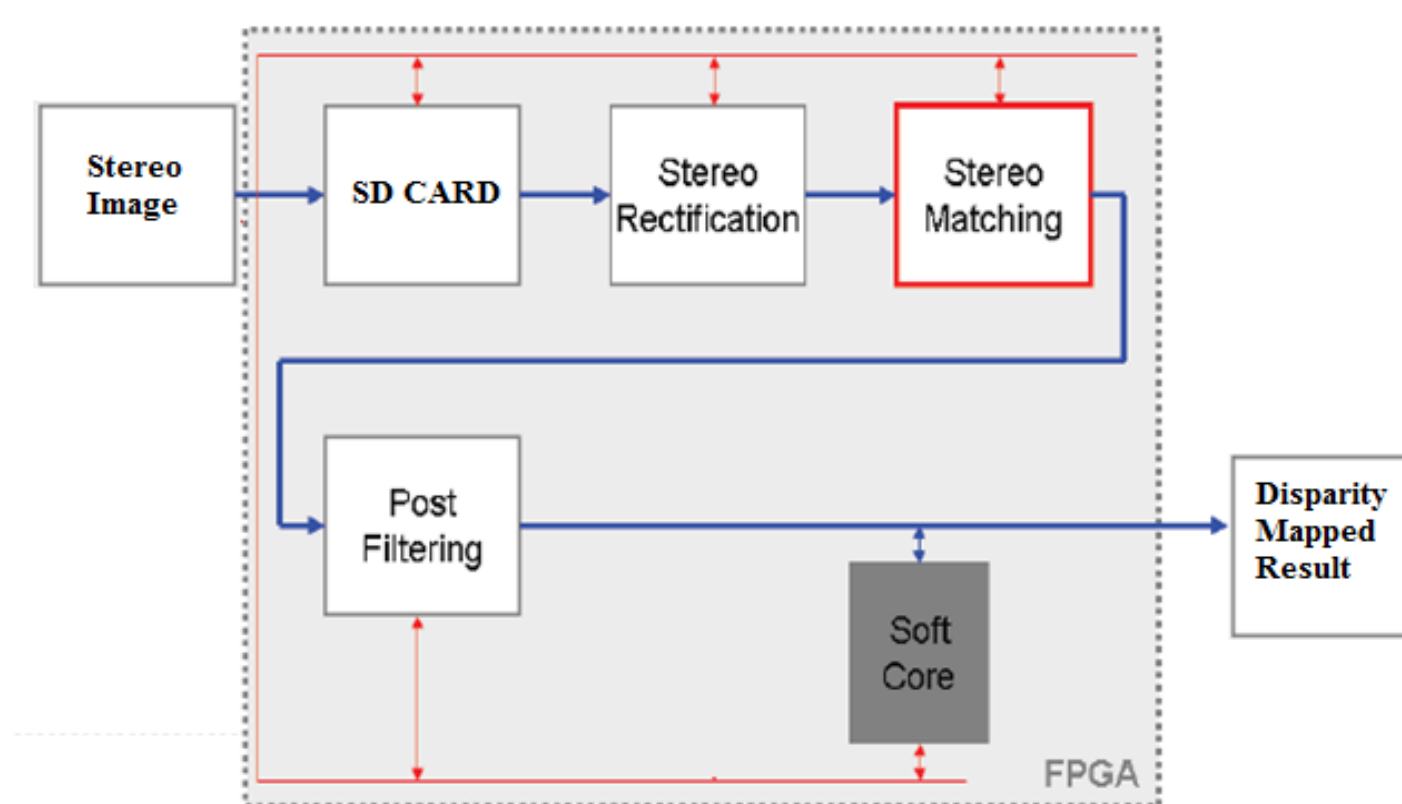 Stereo
Image
SD CARD
Stereo
Rectification
Stereo
Matching
Post
Filtering
Soft
Core
Disparity
Mapped
Result
FPGA